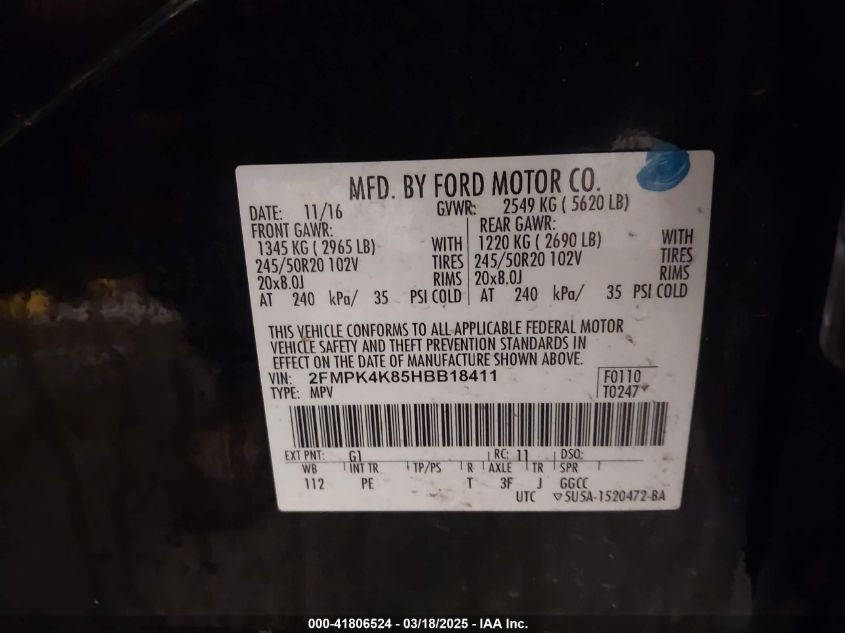 MFD. BY FORD MOTOR CO.
DATE: 11/16 GVWR: 2549 KG ( 5620 LB)
FRONT GAWR: REAR GAWR:
1345 KG ( 2965 LB) WITH 1220 KG ( 2690 LB) WITH
245/50R20 102V TIRES 245/50R20 102V TIRES
20x8.0J RIMS 20x8.0J RIMS
AT 240 kPa/ 35 PSI COLD AT 240 kPa/ 35 PSI COLD
THIS VEHICLE CONFORMS TO ALL APPLICABLE FEDERAL MOTOR
VEHICLE SAFETY AND THEFT PREVENTION STANDARDS IN
EFFECT ON THE DATE OF MANUFACTURE SHOWN ABOVE.
VIN: 2FMPK4K85HBB18411 F0110
TYPE: MPV T0247
EXT PNT: G1 RC: 11 DSO:
WB INT TR TP/PS R AXLE TR SPR
112 PE T 3F J GGCC
UTC ▽5U5A-1520472-BA
000-41806524 - 03/18/2025 - IAA Inc.